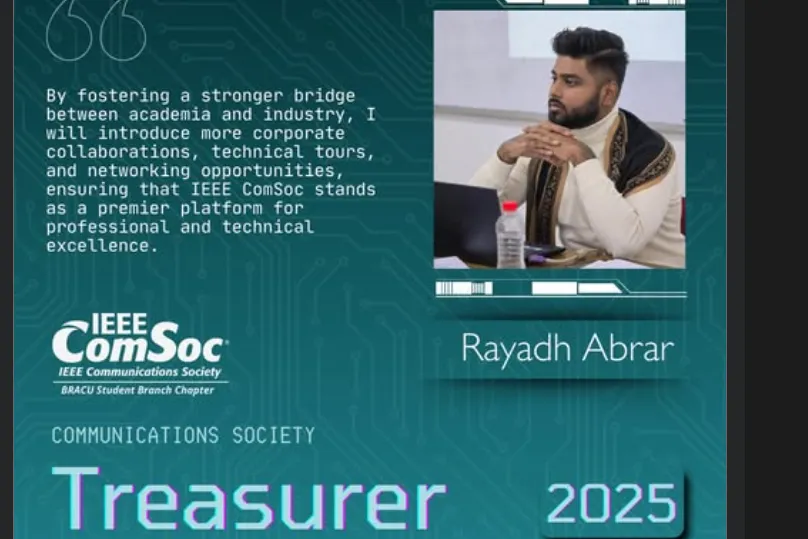 By fostering a stronger bridge
between academia and industry, I
will introduce more corporate
collaborations, technical tours,
and networking opportunities,
ensuring that IEEE ComSoc stands
as a premier platform for
professional and technical
excellence.
IEEE
ComSoc®
IEEE Communications Society
BRACU Student Branch Chapter
Rayadh Abrar
COMMUNICATIONS SOCIETY
Treasurer
2025